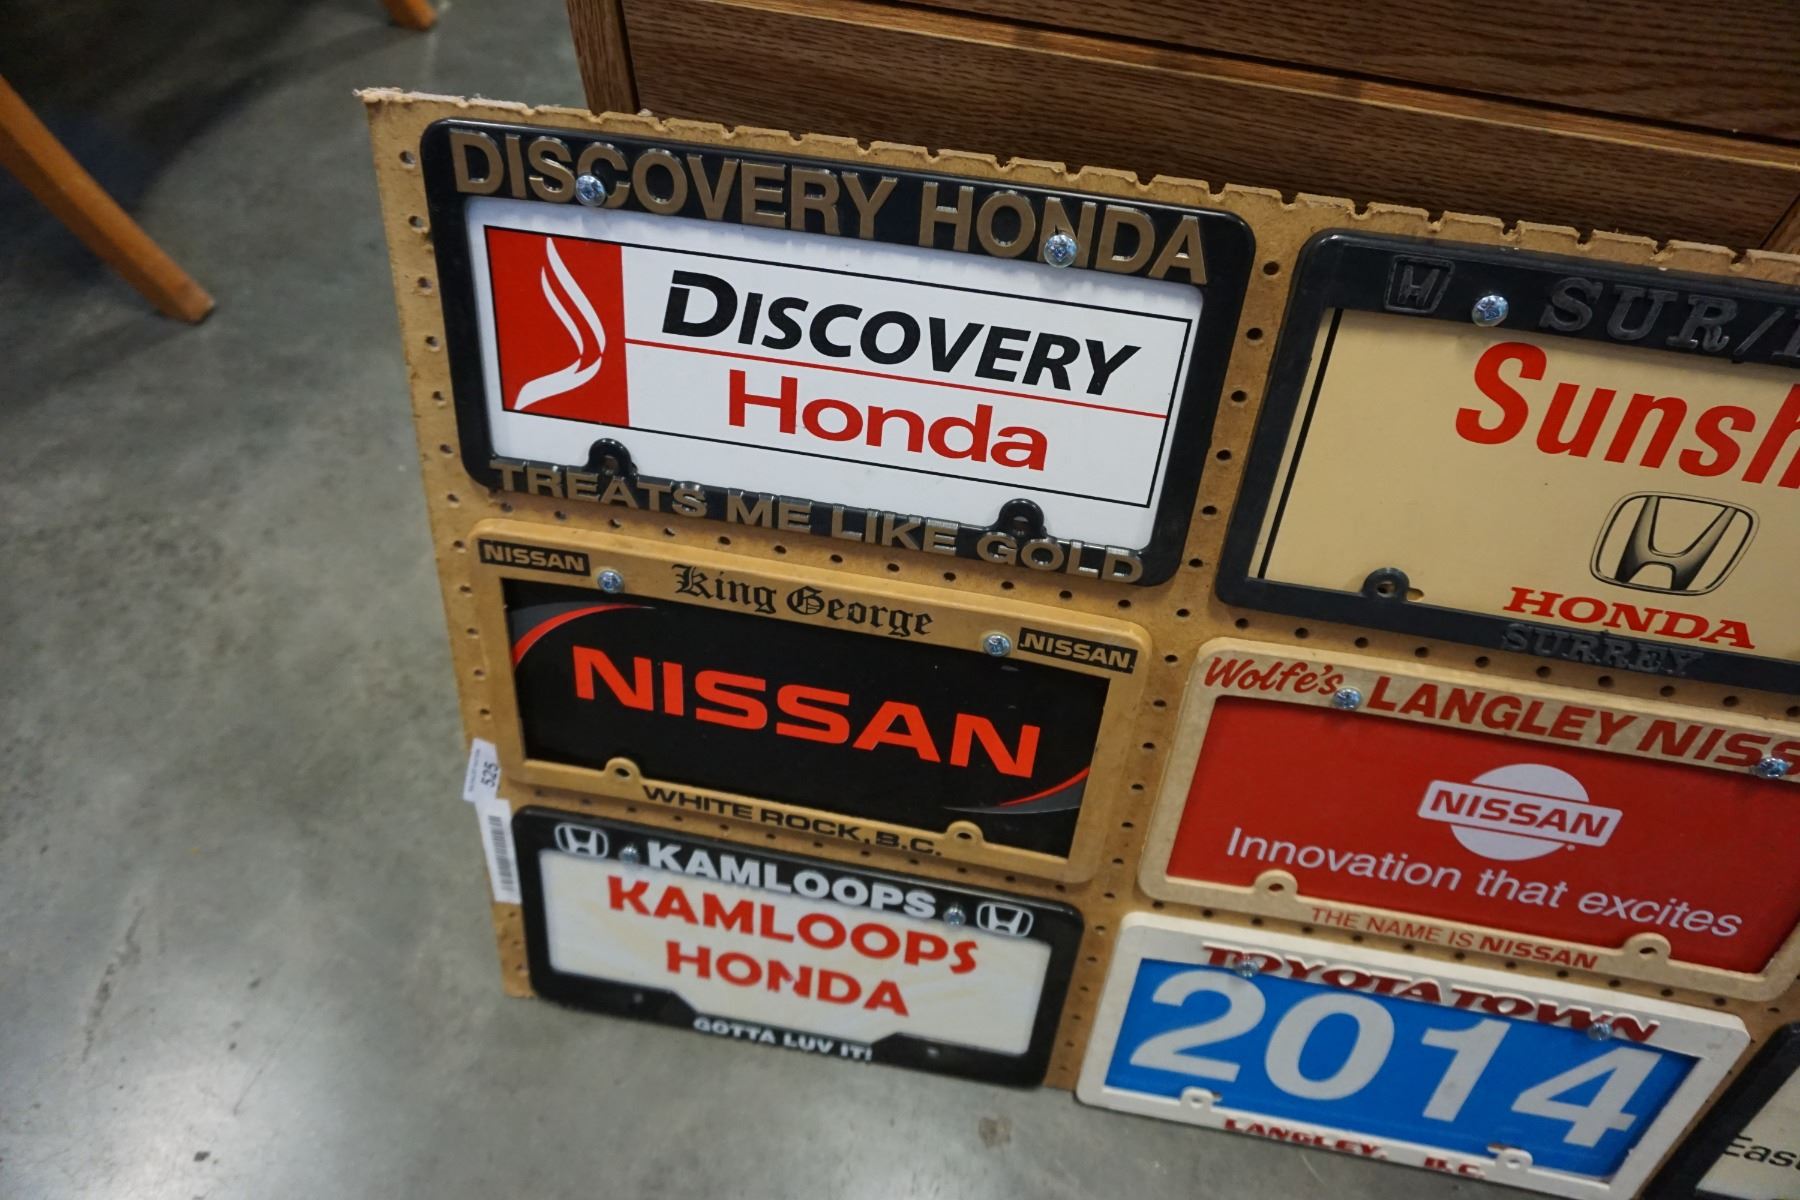 DISCOVERY HONDA
DISCOVERY
Honda
TREATS ME LIKE GOLD
SUR/
Sunsh
HONDA
SURREY
NISSAN King George NISSAN
NISSAN
WHITE ROCK, B.C.
Wolfe's LANGLEY NISS
NISSAN
Innovation that excites
THE NAME IS NISSAN
525
KAMLOOPS
KAMLOOPS
HONDA
GOTTA LUV IT!
TOYOTATOWN
2014
LANGLEY, B.C.
Eas